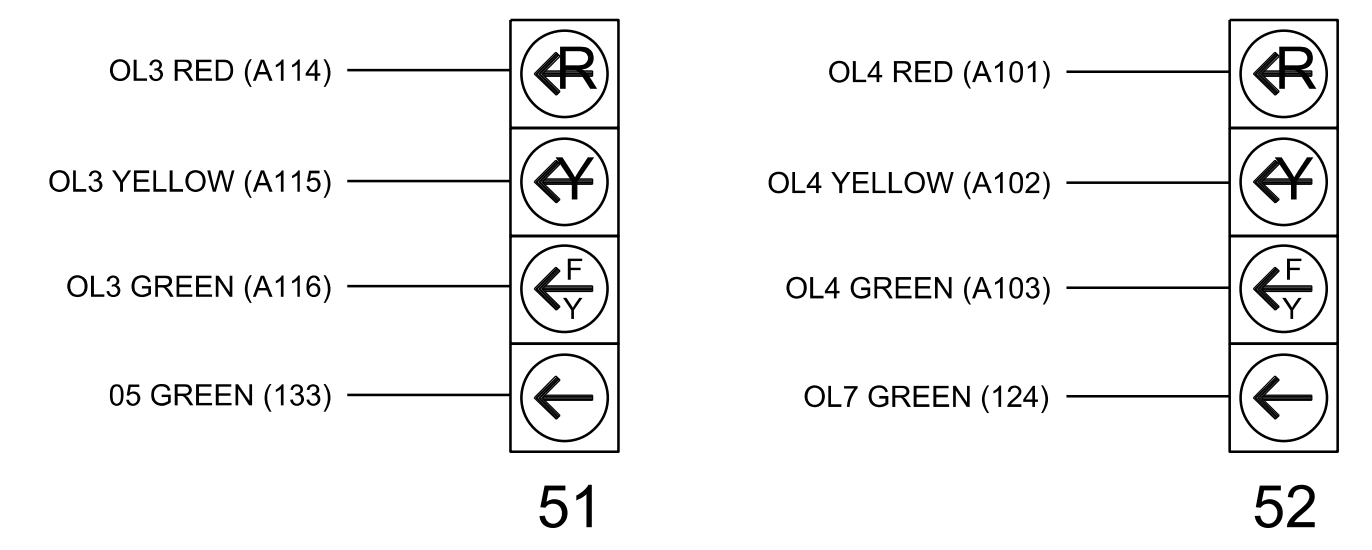 OL3 RED (A114)
R
OL3 YELLOW (A115)
Y
OL3 GREEN (A116)
F
Y
05 GREEN (133)
51
OL4 RED (A101)
R
OL4 YELLOW (A102)
Y
OL4 GREEN (A103)
F
Y
OL7 GREEN (124)
52